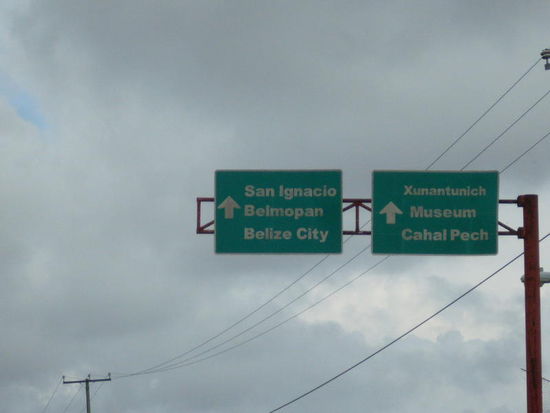 San Ignacio
Belmopan
Belize City
Xunantunich
Museum
Cahal Pech